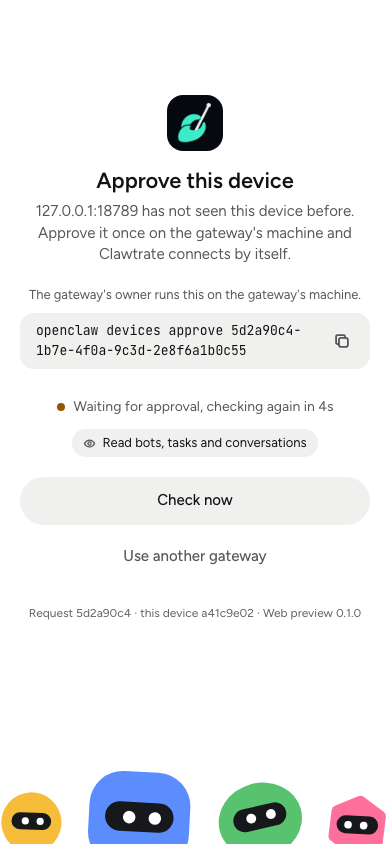 Approve this device
127.0.0.1:18789 has not seen this device before.
Approve it once on the gateway's machine and
Clawtrate connects by itself.
The gateway's owner runs this on the gateway's machine.
openclaw devices approve 5d2a90c4-
1b7e-4f0a-9c3d-2e8f6a1b0c55
Waiting for approval, checking again in 4s
Read bots, tasks and conversations
Check now
Use another gateway
Request 5d2a90c4 · this device a41c9e02 · Web preview 0.1.0